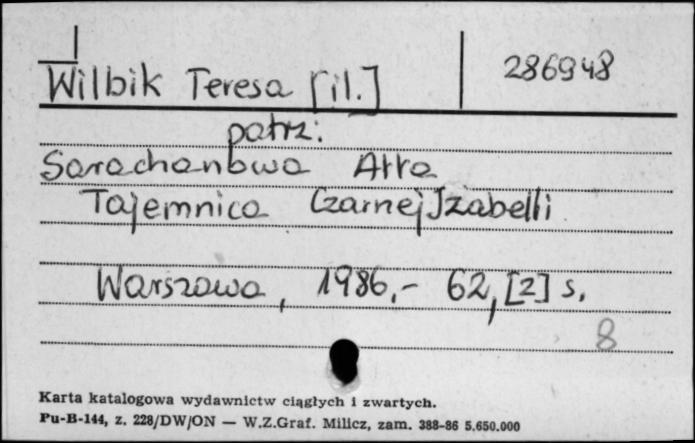 Wilbik Teresa [il.] 286948
patrz:
Sarachanowa Ałła
Tajemnica Czarnej Izabelli
Warszawa, 1986.- 62, [2] s.
8
Karta katalogowa wydawnictw ciągłych i zwartych.
Pu-B-144, z. 228/DW/ON — W.Z.Graf. Milicz, zam. 388-86 5.650.000